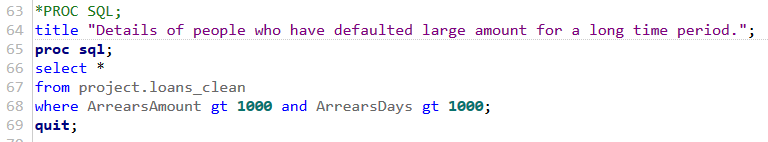 63 *PROC SQL;
64 title "Details of people who have defaulted large amount for a long time period.";
65 proc sql;
66 select *
67 from project.loans_clean
68 where ArrearsAmount gt 1000 and ArrearsDays gt 1000;
69 quit;